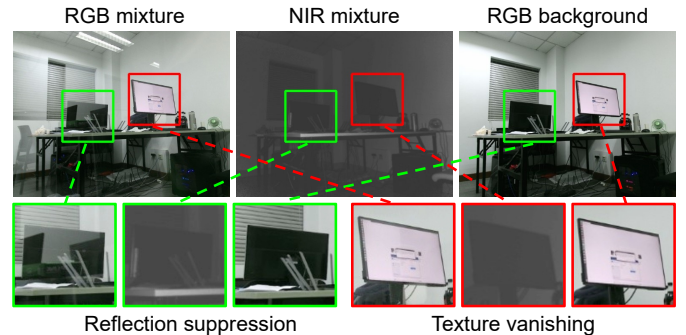 RGB mixture
NIR mixture
RGB background
Reflection suppression
Texture vanishing